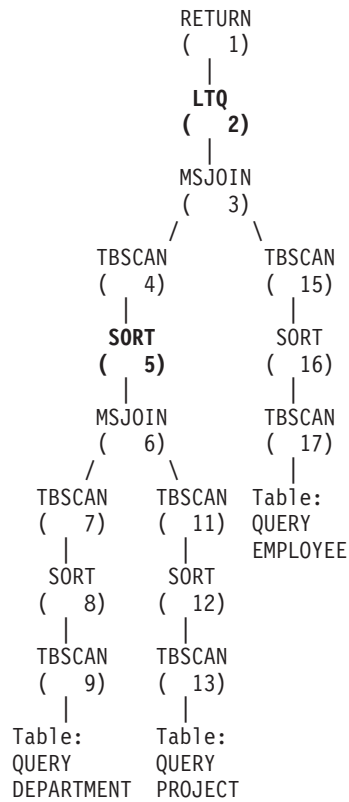 RETURN
( 1)
|
LTQ
( 2)
|
MSJOIN
( 3)
/ \
TBSCAN TBSCAN
( 4) ( 15)
| |
SORT SORT
( 5) ( 16)
| |
MSJOIN TBSCAN
( 6) ( 17)
/ \ |
TBSCAN TBSCAN Table:
( 7) ( 11) QUERY
| | EMPLOYEE
SORT SORT
( 8) ( 12)
| |
TBSCAN TBSCAN
( 9) ( 13)
| |
Table: Table:
QUERY QUERY
DEPARTMENT PROJECT